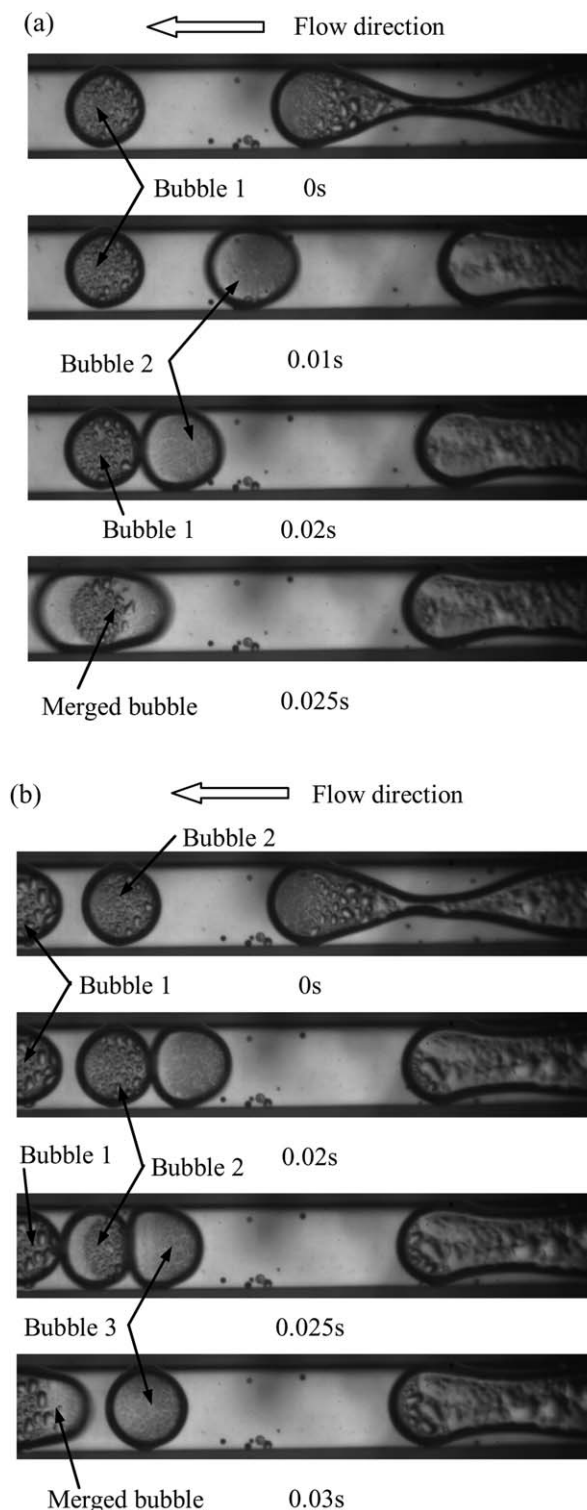 (a)
Flow direction
Bubble 1
0s
Bubble 2
0.01s
Bubble 1
0.02s
Merged bubble
0.025s
(b)
Flow direction
Bubble 2
Bubble 1
0s
Bubble 1
Bubble 2
0.02s
Bubble 3
0.025s
Merged bubble
0.03s